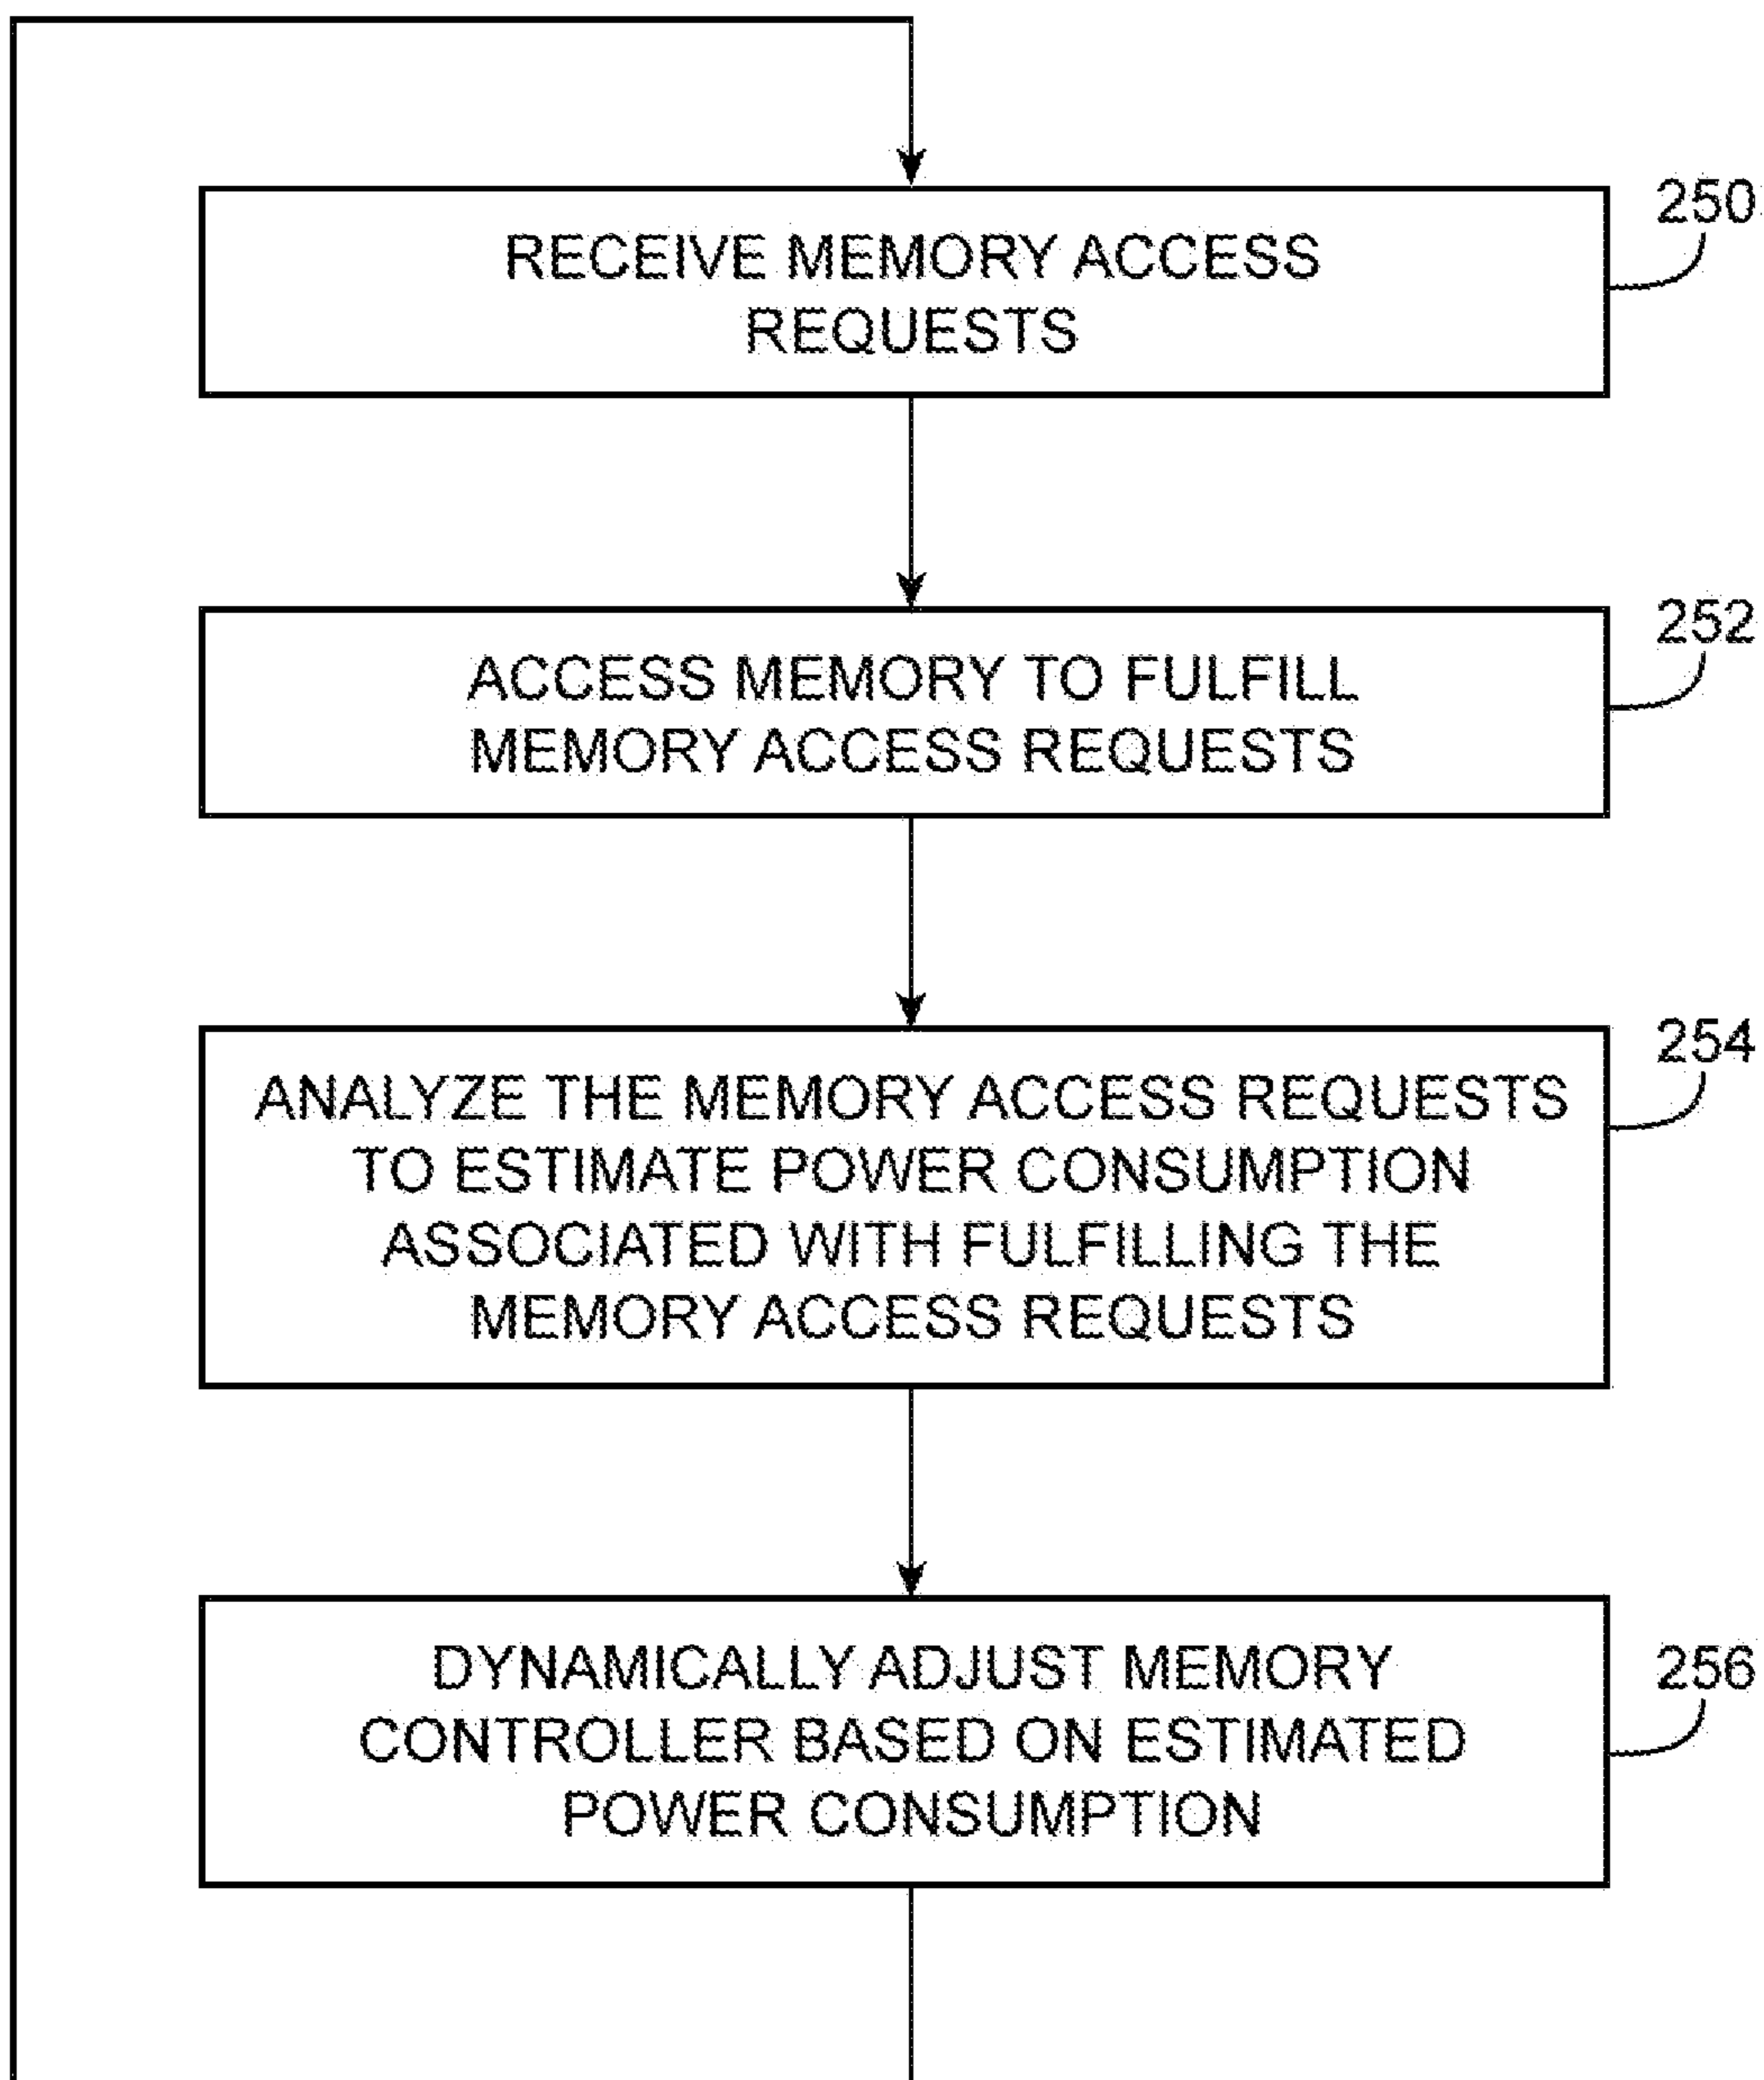 250
RECEIVE MEMORY ACCESS
REQUESTS
252
ACCESS MEMORY TO FULFILL
MEMORY ACCESS REQUESTS
254
ANALYZE THE MEMORY ACCESS REQUESTS
TO ESTIMATE POWER CONSUMPTION
ASSOCIATED WITH FULFILLING THE
MEMORY ACCESS REQUESTS
256
DYNAMICALLY ADJUST MEMORY
CONTROLLER BASED ON ESTIMATED
POWER CONSUMPTION